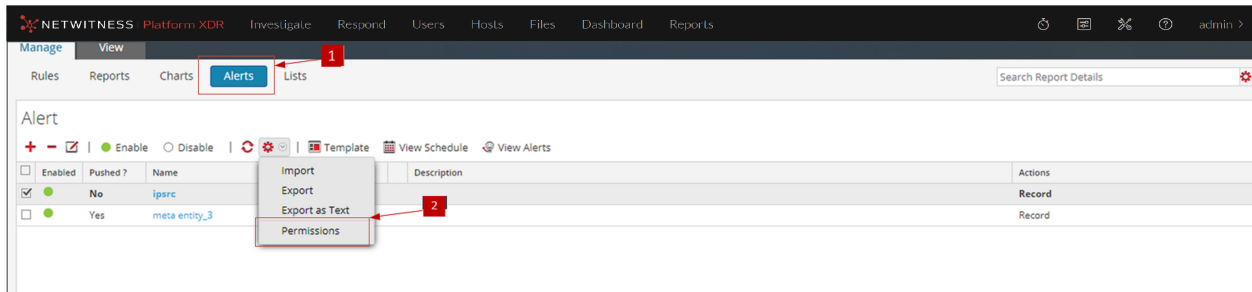 NETWITNESS Platform XDR Investigate Respond Users Hosts Files Dashboard Reports admin >
Manage View
1
Rules Reports Charts Alerts Lists Search Report Details
Alert
Enable Disable Template View Schedule View Alerts
Enabled Pushed ? Name Description Actions
Import
No ipsrc Export Record
Export as Text 2
Yes meta entity_3 Record
Permissions